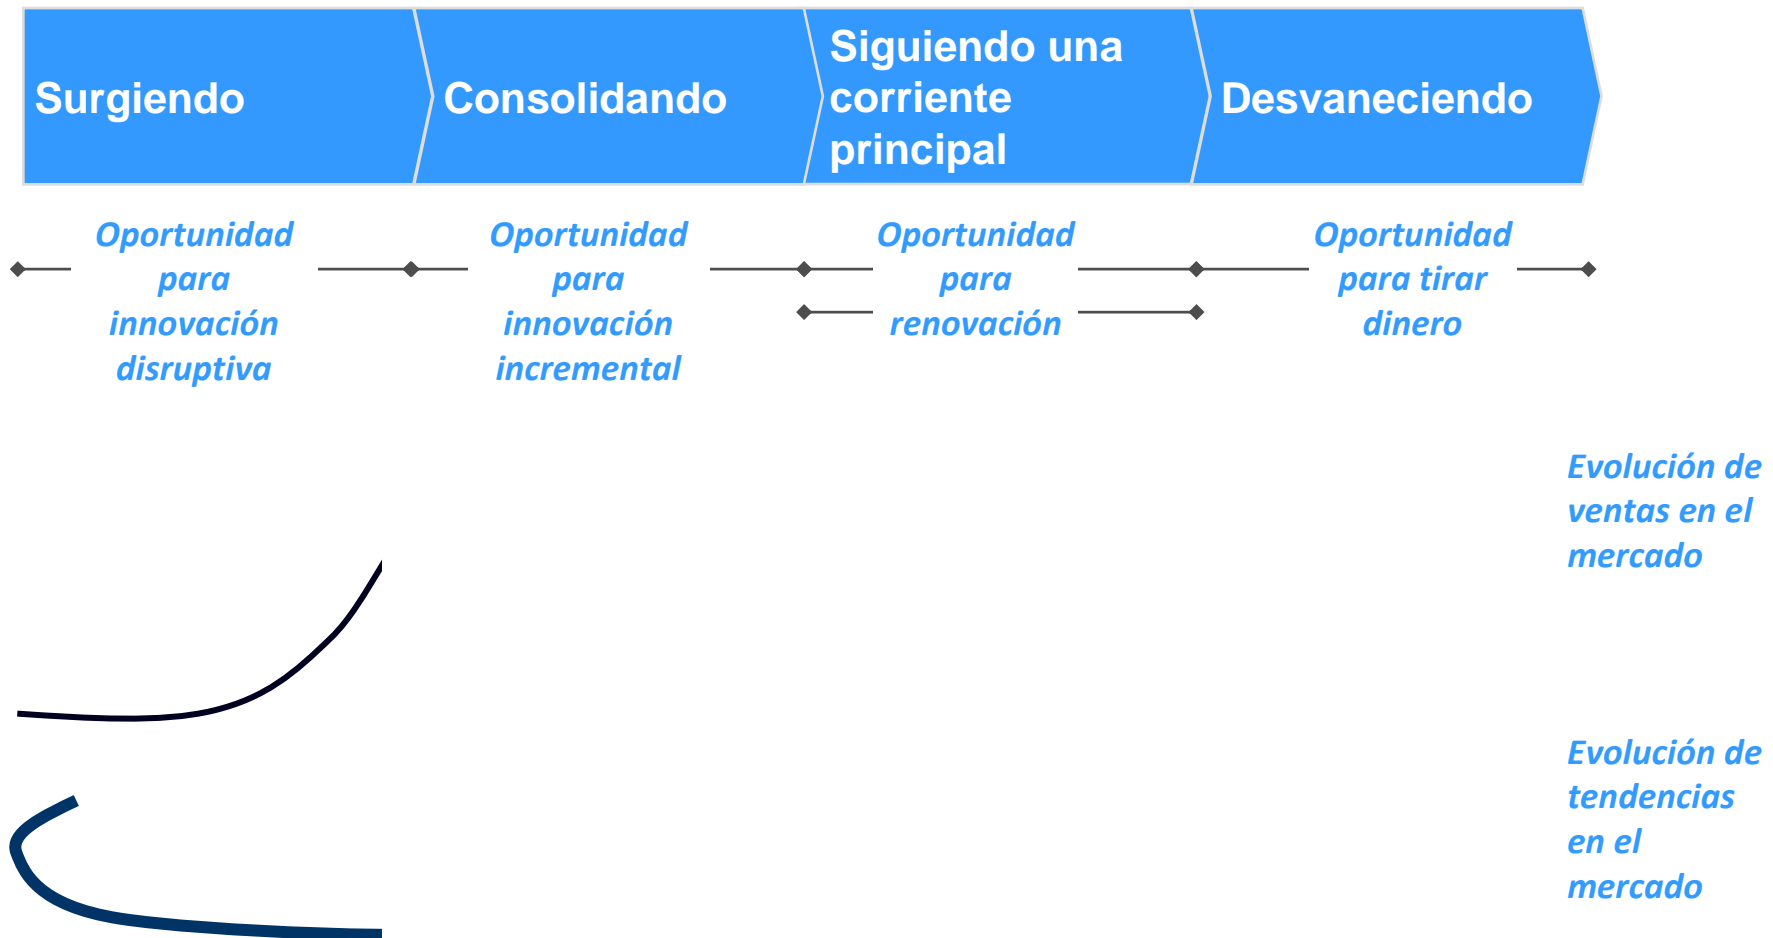 Surgiendo
Consolidando
Siguiendo una
corriente
principal
Desvaneciendo
Oportunidad
para
innovación
disruptiva
Oportunidad
para
innovación
incremental
Oportunidad
para
renovación
Oportunidad
para tirar
dinero
Evolución de
ventas en el
mercado
Evolución de
tendencias
en el
mercado